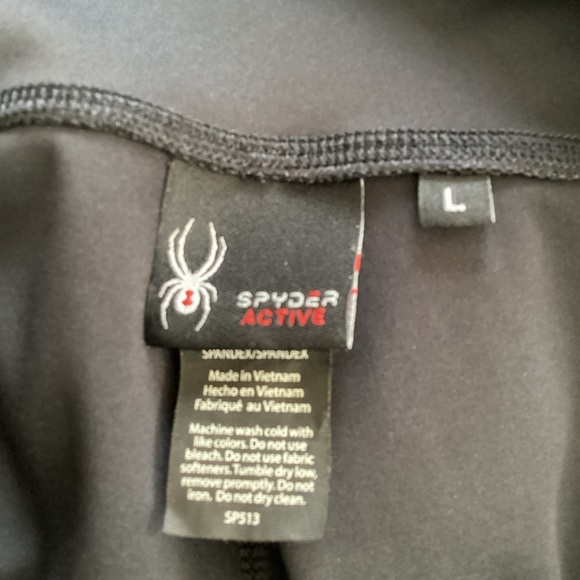 L
SPYDER
ACTIVE
SPANDEX/SPANDEX
Made in Vietnam
Hecho en Vietnam
Fabriqué au Vietnam
Machine wash cold with
like colors. Do not use
bleach. Do not use fabric
softeners. Tumble dry low,
remove promptly. Do not
iron. Do not dry clean.
SP513